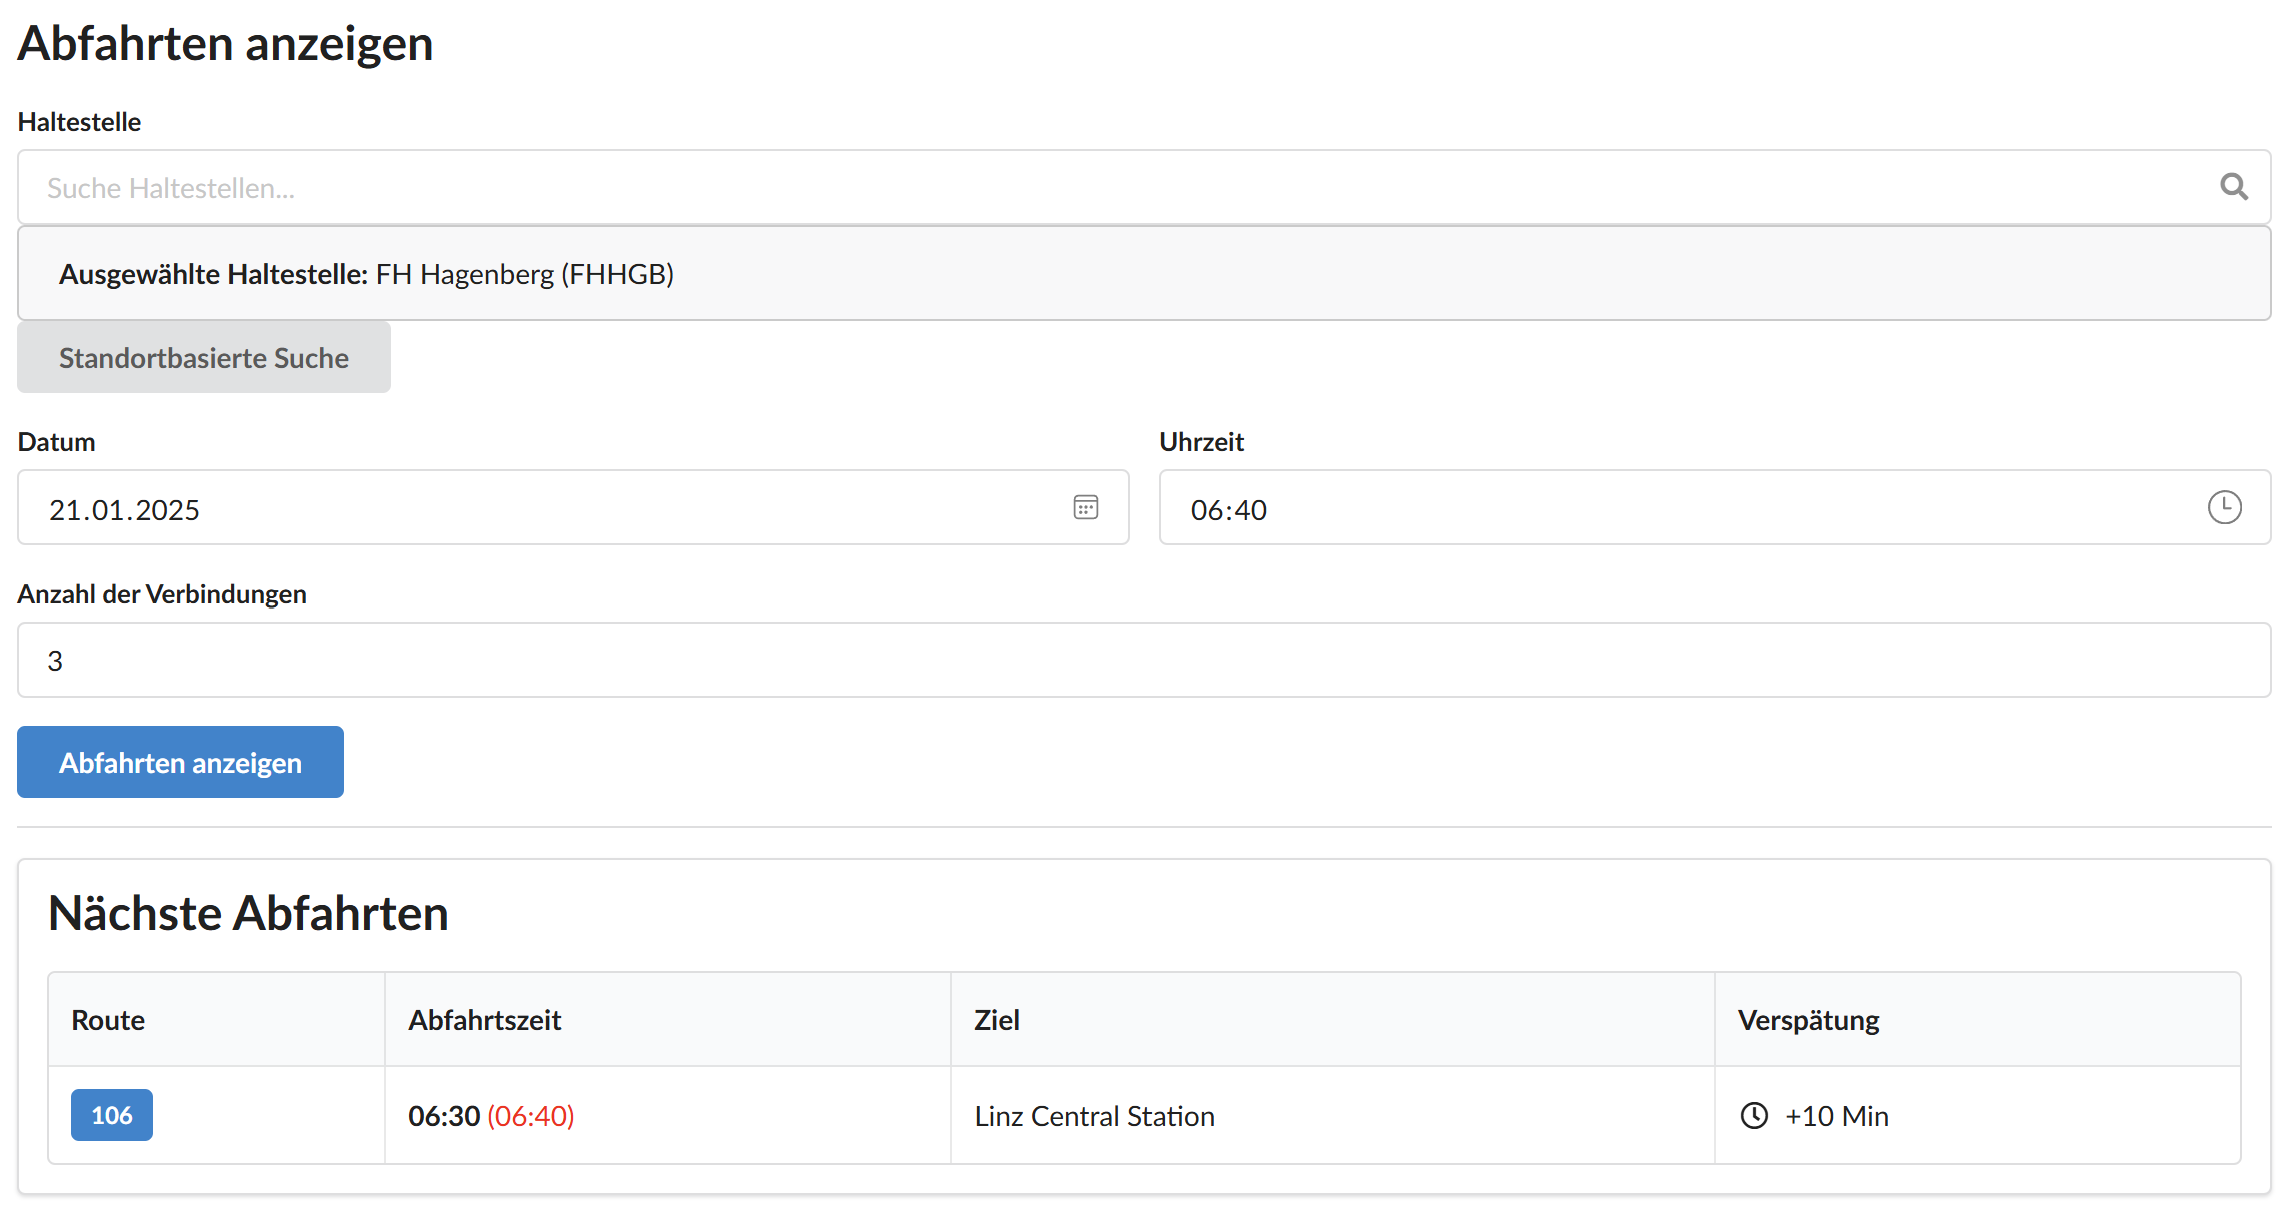 Abfahrten anzeigen
Haltestelle
Suche Haltestellen...
Ausgewählte Haltestelle: FH Hagenberg (FHHGB)
Standortbasierte Suche
Datum
Uhrzeit
21.01.2025
06:40
Anzahl der Verbindungen
3
Abfahrten anzeigen
Nächste Abfahrten
Route Abfahrtszeit Ziel Verspätung
106 06:30 (06:40) Linz Central Station +10 Min